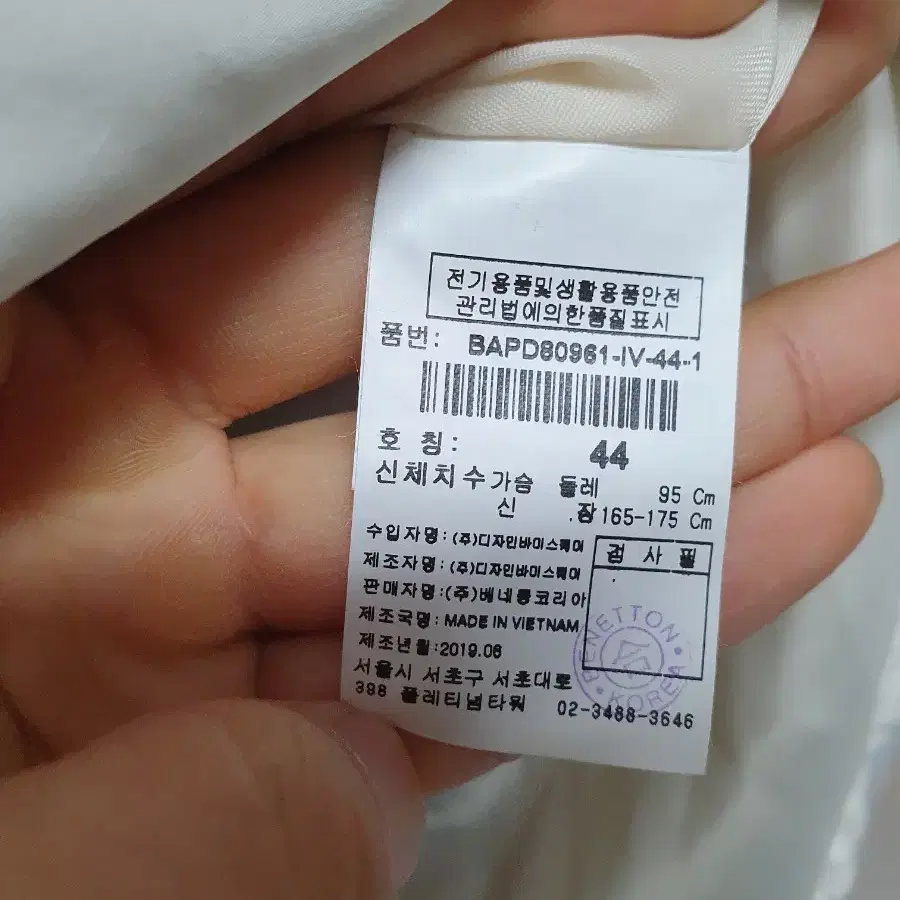 전기용품및생활용품안전
관리법에의한품질표시
품번: BAPD80961-IV-44-1
호 칭: 44
신체치수 가슴 둘레 95 Cm
신 .장 165-175 Cm
수입자명: (주)디자인바미스퀘어
제조자명: (주)디자인바미스퀘어
판매자명:(주)베네통코리아
제조국명: MADE IN VIETNAM
제조년월:2019.06
검 사 필
BENETTON
KOREA
서울시 서초구 서초대로
398 플래티넘타워 02-3488-3646